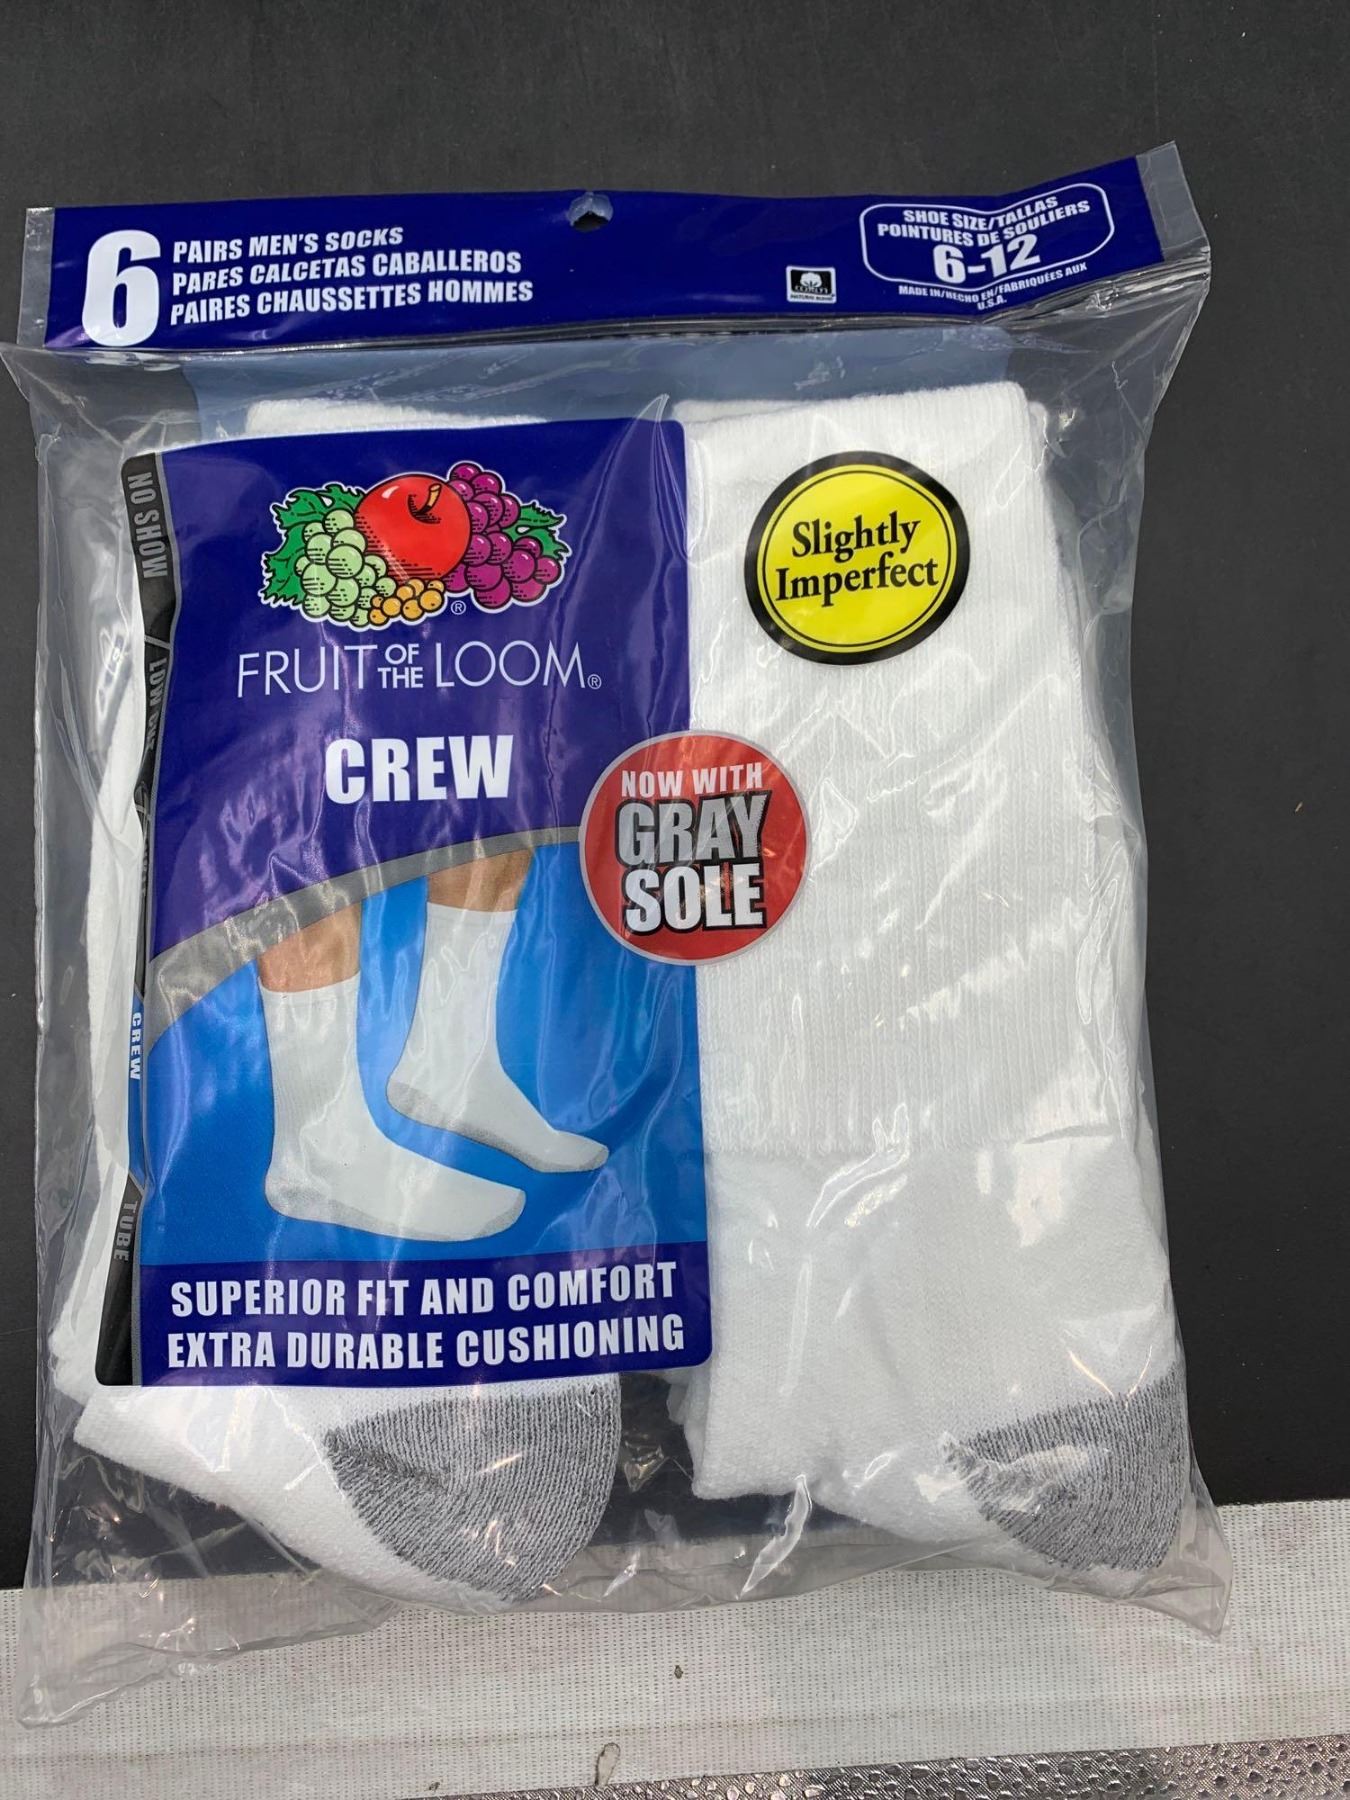 6
PAIRS MEN'S SOCKS
PARES CALCETAS CABALLEROS
PAIRES CHAUSSETTES HOMMES
SHOE SIZE/TALLAS
POINTURES DE SOULIERS
6-12
MADE IN/HECHO EN/FABRIQUÉES AUX
U.S.A.
NO SHOW
LOW CUT
CREW
TUBE
®
FRUIT OF THE LOOM®
CREW
Slightly
Imperfect
NOW WITH
GRAY
SOLE
SUPERIOR FIT AND COMFORT
EXTRA DURABLE CUSHIONING